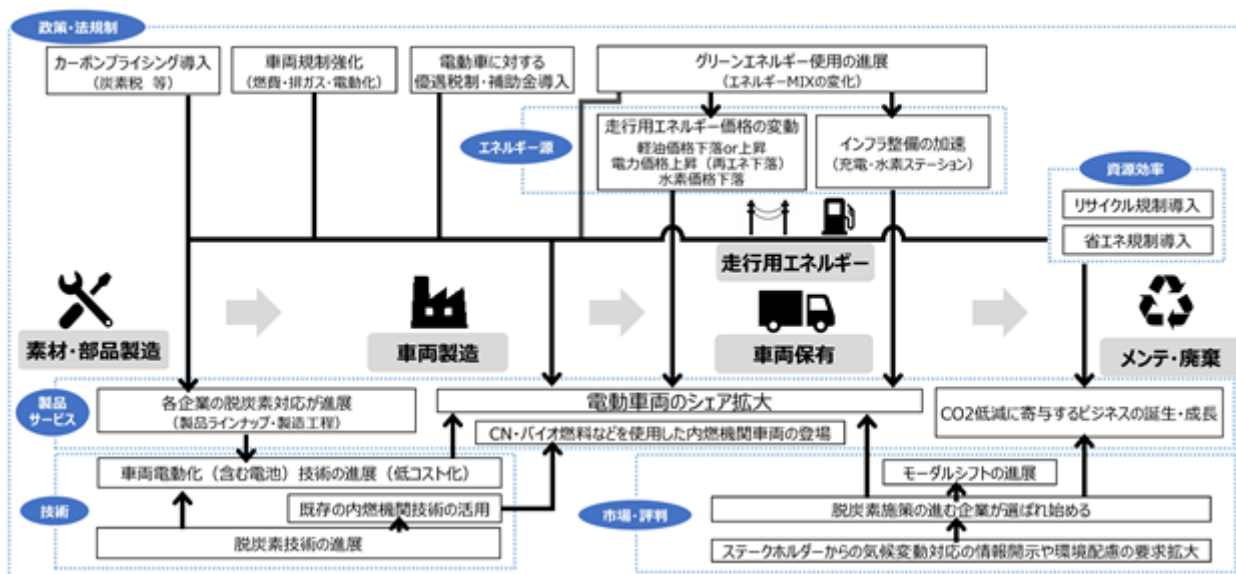 政策・法規制
カーボンプライシング導入
(炭素税 等)
車両規制強化
(燃費・排ガス・電動化)
電動車に対する
優遇税制・補助金導入
グリーンエネルギー使用の進展
(エネルギーMIXの変化)
エネルギー源
走行用エネルギー価格の変動
軽油価格下落or上昇
電力価格上昇（再エネ下落）
水素価格下落
インフラ整備の加速
(充電・水素ステーション)
資源効率
リサイクル規制導入
省エネ規制導入
走行用エネルギー
素材・部品製造
車両製造
車両保有
メンテ・廃棄
製品
サービス
各企業の脱炭素対応が進展
(製品ラインナップ・製造工程)
電動車両のシェア拡大
CN・バイオ燃料などを使用した内燃機関車両の登場
CO2低減に寄与するビジネスの誕生・成長
技術
車両電動化（含む電池）技術の進展（低コスト化）
既存の内燃機関技術の活用
脱炭素技術の進展
市場・評判
モーダルシフトの進展
脱炭素施策の進む企業が選ばれ始める
ステークホルダーからの気候変動対応の情報開示や環境配慮の要求拡大